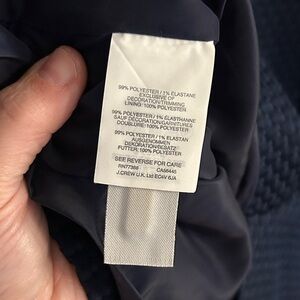 99% POLYESTER / 1% ELASTANE
EXCLUSIVE OF
DECORATION/TRIMMING
LINING: 100% POLYESTER
99% POLYESTER / 1% ELASTHANNE
SAUF DÉCORATION/GARNITURES
DOUBLURE: 100% POLYESTER
99% POLYESTER / 1% ELASTAN
AUSGENOMMEN
DEKORATION/BESATZ
FUTTER: 100% POLYESTER
SEE REVERSE FOR CARE
RN77388 CA56445
J.CREW U.K. Ltd EC4V 6JA